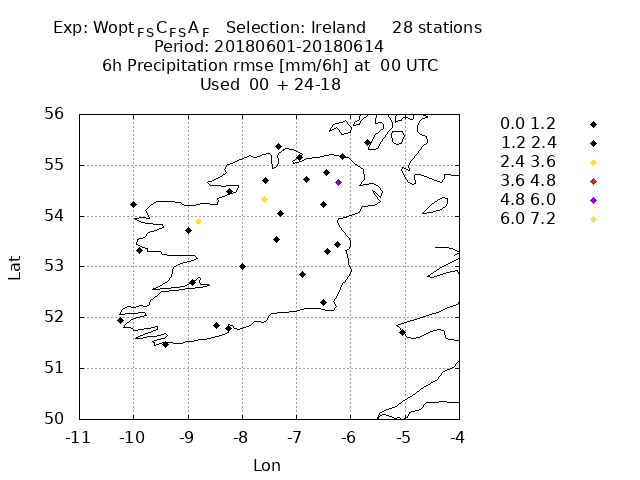 Exp: Wopt_FS C_FS A_F   Selection: Ireland     28 stations
Period: 20180601-20180614
6h Precipitation rmse [mm/6h] at  00 UTC
Used  00 + 24-18
0.0 1.2
1.2 2.4
2.4 3.6
3.6 4.8
4.8 6.0
6.0 7.2
56
55
54
53
52
51
50
Lat
-11 -10 -9 -8 -7 -6 -5 -4
Lon